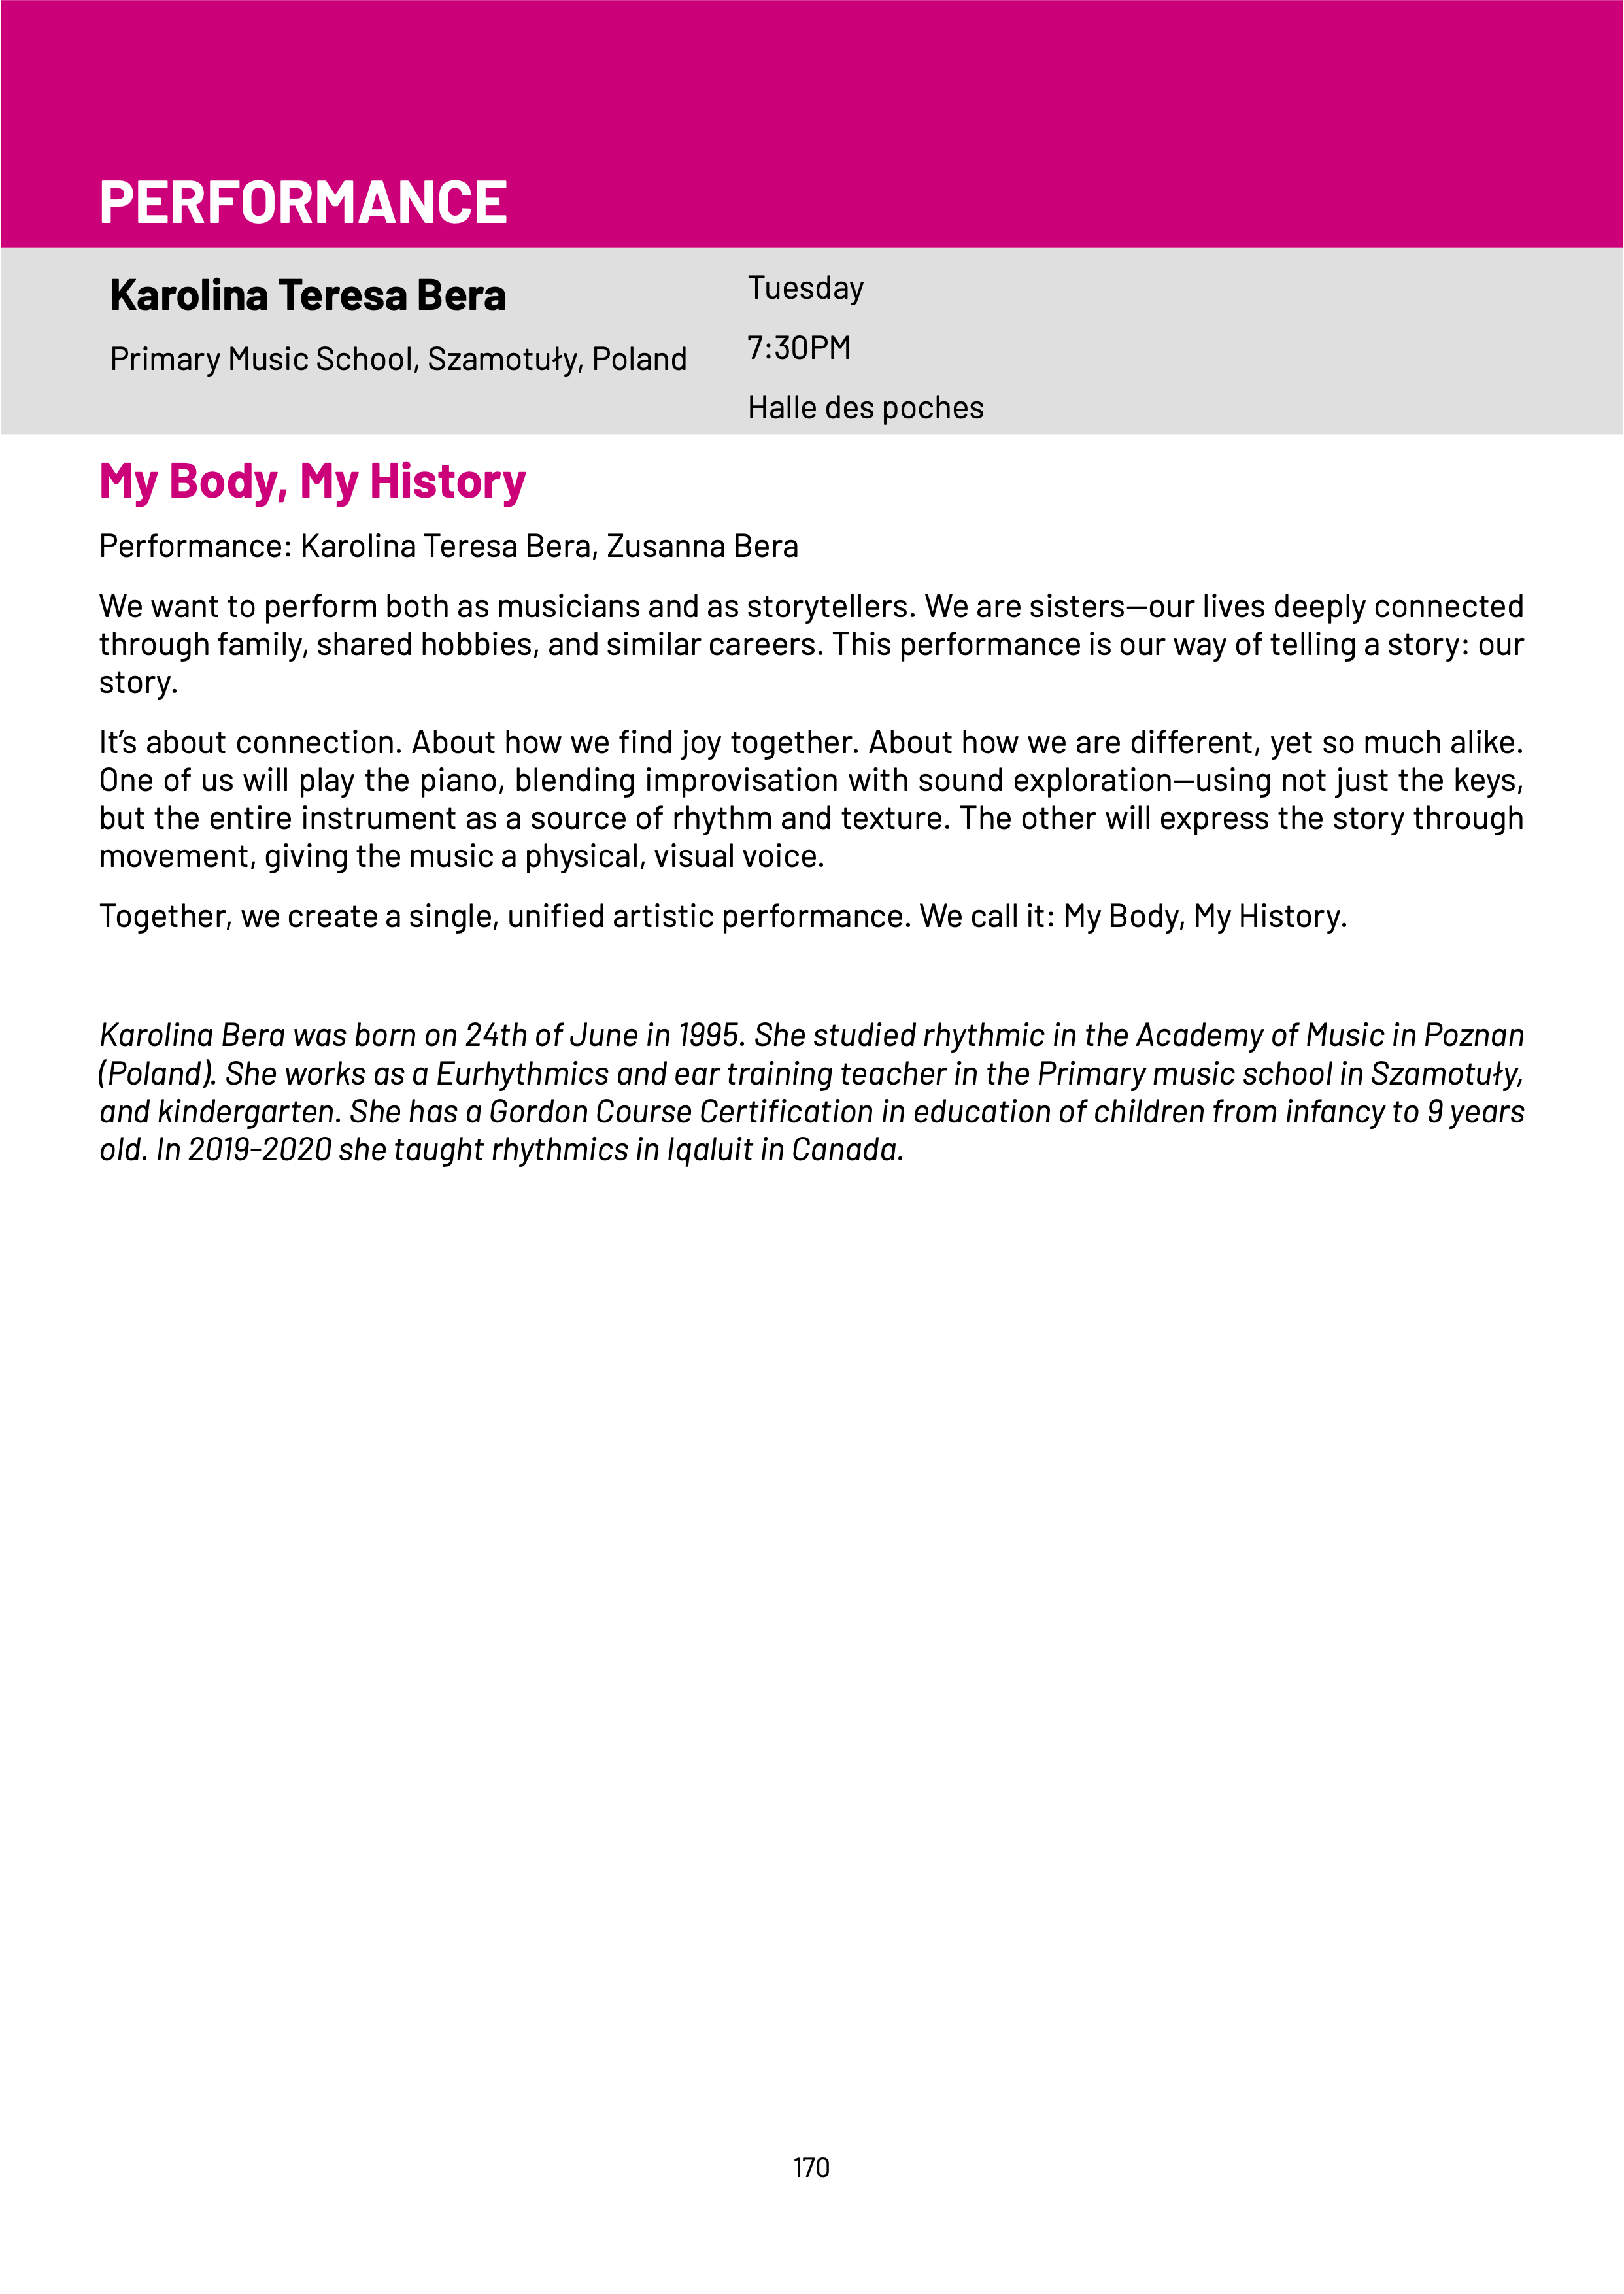 PERFORMANCE
Karolina Teresa Bera
Primary Music School, Szamotuły, Poland
Tuesday
7:30PM
Halle des poches
My Body, My History
Performance: Karolina Teresa Bera, Zusanna Bera
We want to perform both as musicians and as storytellers. We are sisters—our lives deeply connected
through family, shared hobbies, and similar careers. This performance is our way of telling a story: our
story.
It’s about connection. About how we find joy together. About how we are different, yet so much alike.
One of us will play the piano, blending improvisation with sound exploration—using not just the keys,
but the entire instrument as a source of rhythm and texture. The other will express the story through
movement, giving the music a physical, visual voice.
Together, we create a single, unified artistic performance. We call it: My Body, My History.
Karolina Bera was born on 24th of June in 1995. She studied rhythmic in the Academy of Music in Poznan
(Poland). She works as a Eurhythmics and ear training teacher in the Primary music school in Szamotuły,
and kindergarten. She has a Gordon Course Certification in education of children from infancy to 9 years
old. In 2019-2020 she taught rhythmics in Iqaluit in Canada.
170